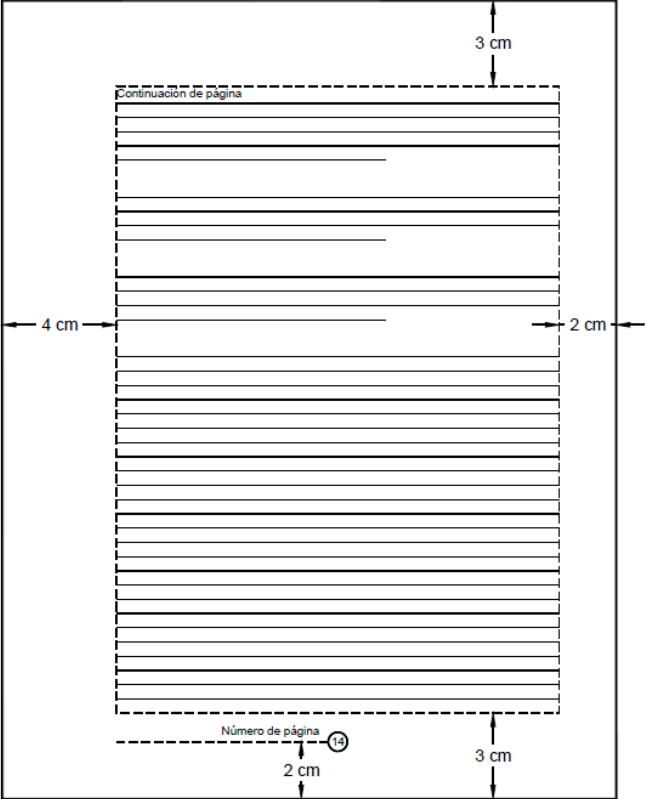 3 cm
Continuación de página
4 cm
2 cm
Número de página
14
2 cm
3 cm